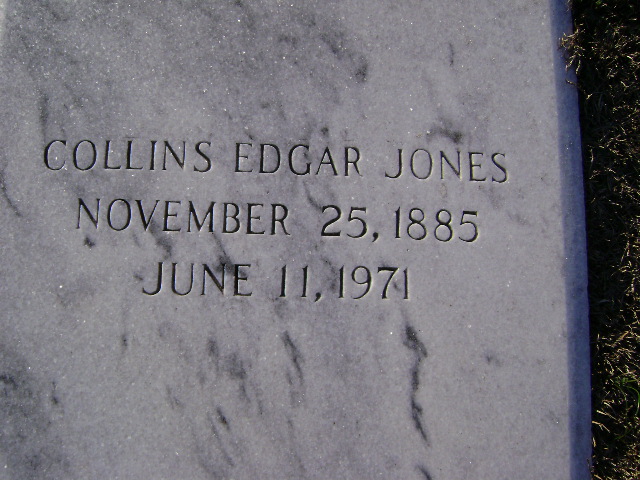 COLLINS EDGAR JONES
NOVEMBER 25, 1885
JUNE 11, 1971